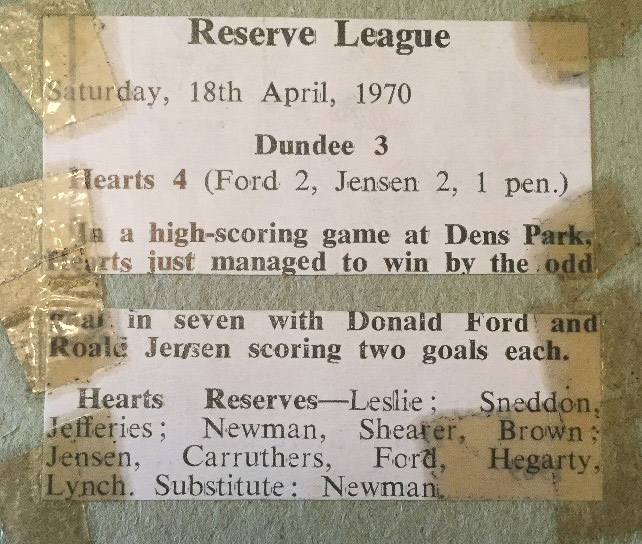 Reserve League
Saturday, 18th April, 1970
Dundee 3
Hearts 4 (Ford 2, Jensen 2, 1 pen.)
In a high-scoring game at Dens Park,
Hearts just managed to win by the odd
goal in seven with Donald Ford and
Roald Jensen scoring two goals each.
Hearts Reserves—Leslie; Sneddon,
Jefferies; Newman, Shearer, Brown;
Jensen, Carruthers, Ford, Hegarty,
Lynch. Substitute: Newman.